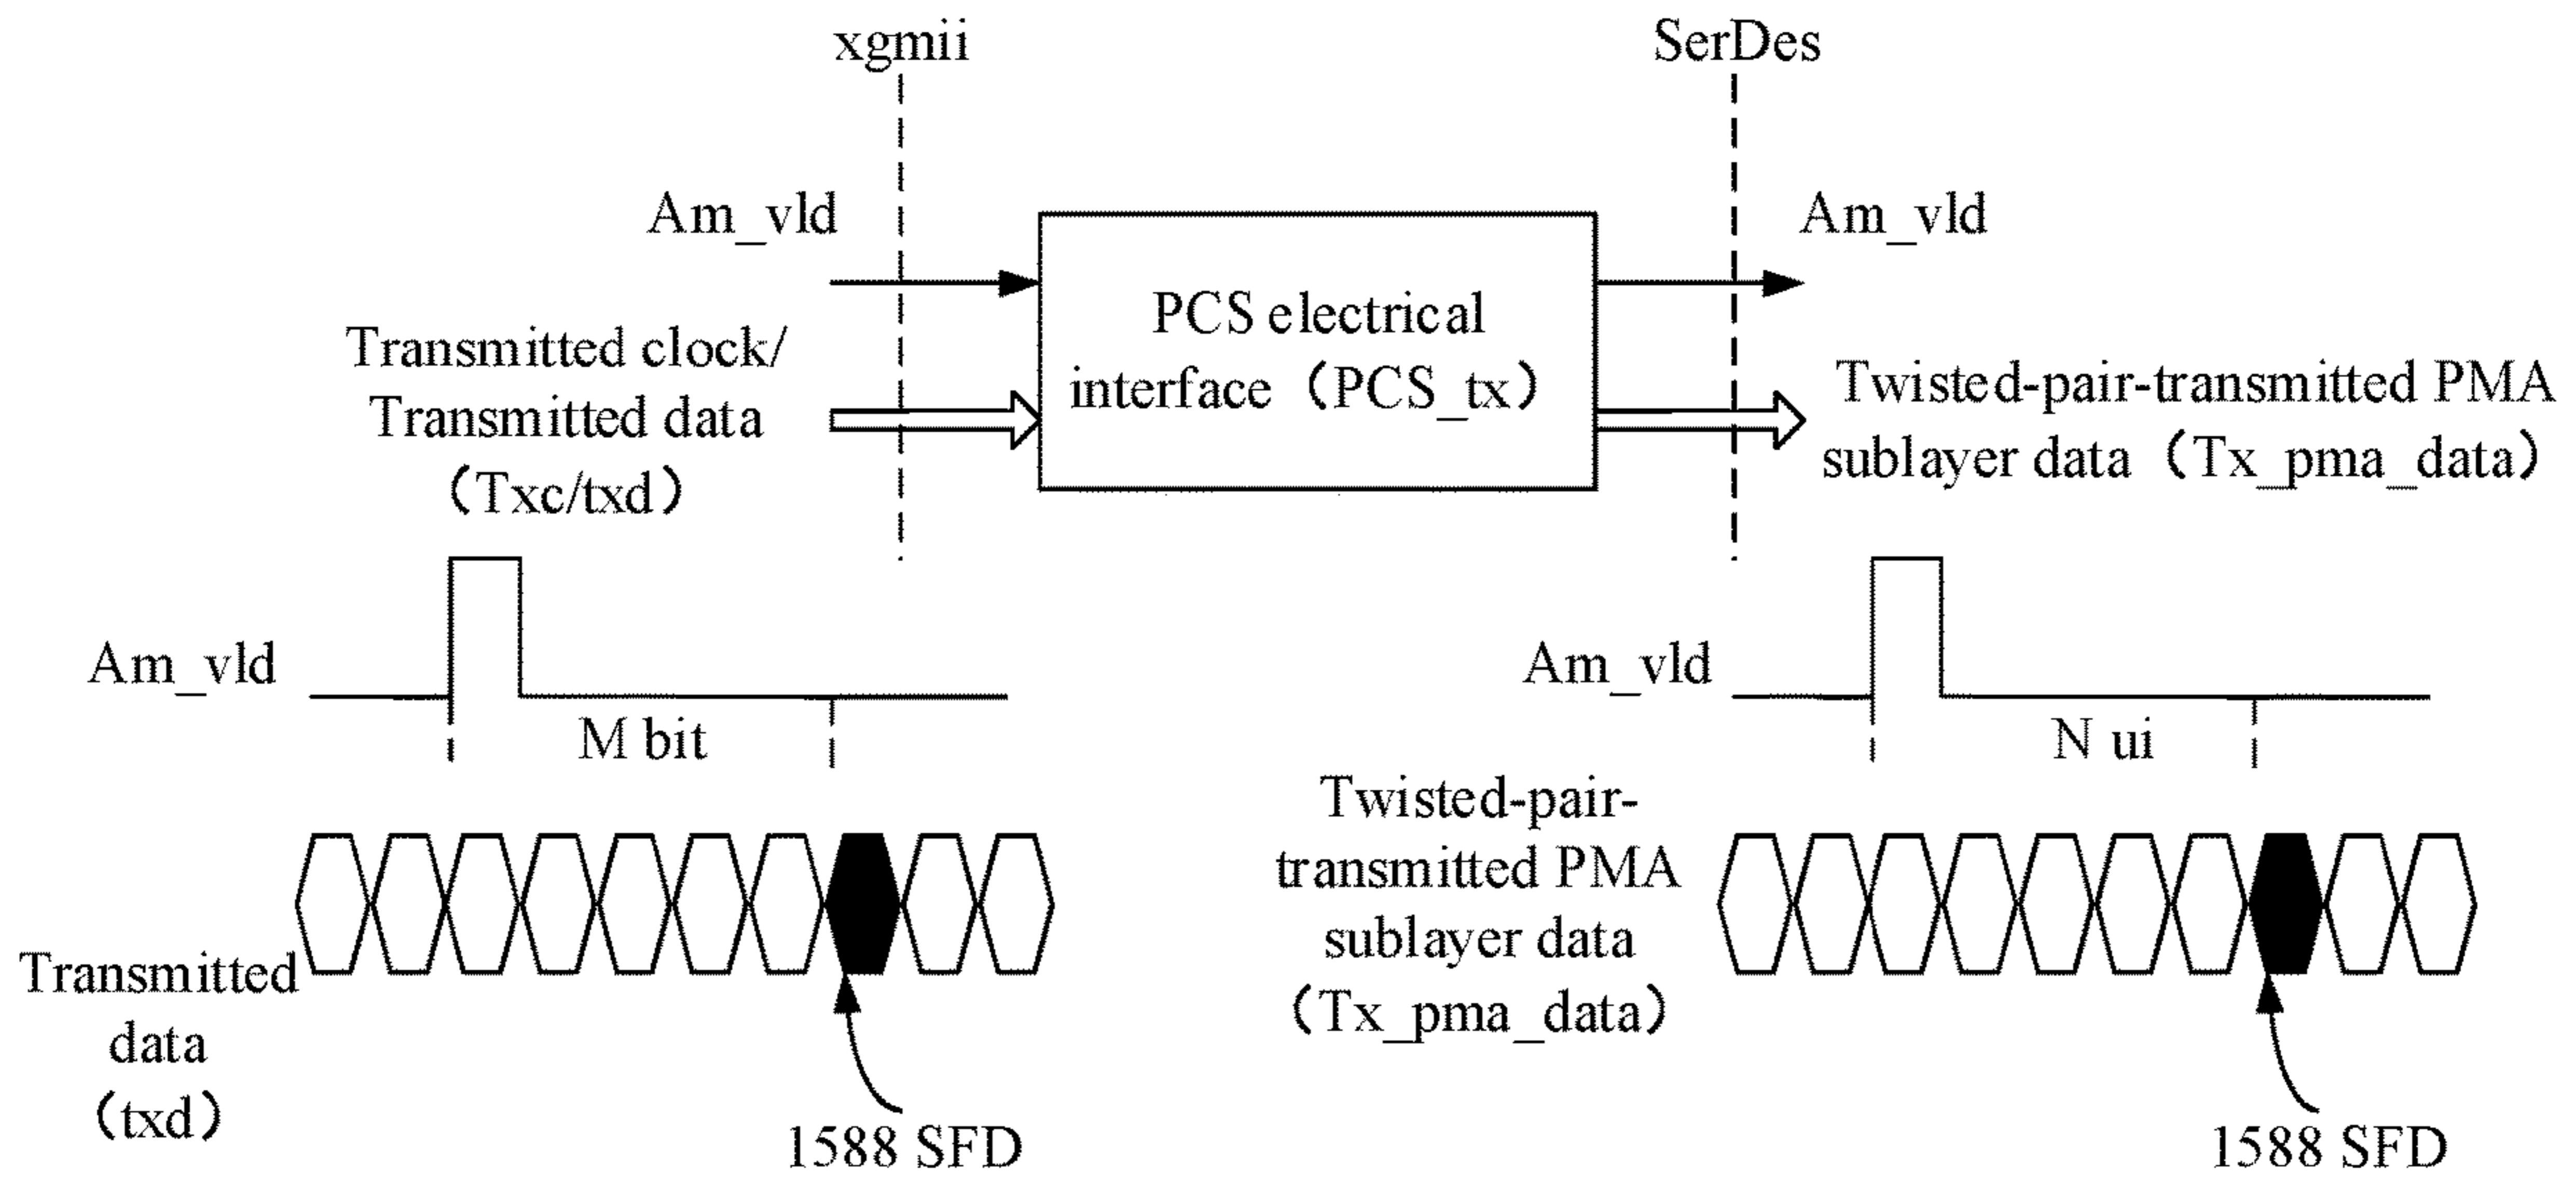 xgmii
SerDes
Am_vld
Am_vld
Transmitted clock/
Transmitted data
(Txc/txd)
PCS electrical
interface (PCS_tx)
Twisted-pair-transmitted PMA
sublayer data (Tx_pma_data)
Am_vld
M bit
Am_vld
N ui
Transmitted
data
(txd)
1588 SFD
Twisted-pair-
transmitted PMA
sublayer data
(Tx_pma_data)
1588 SFD